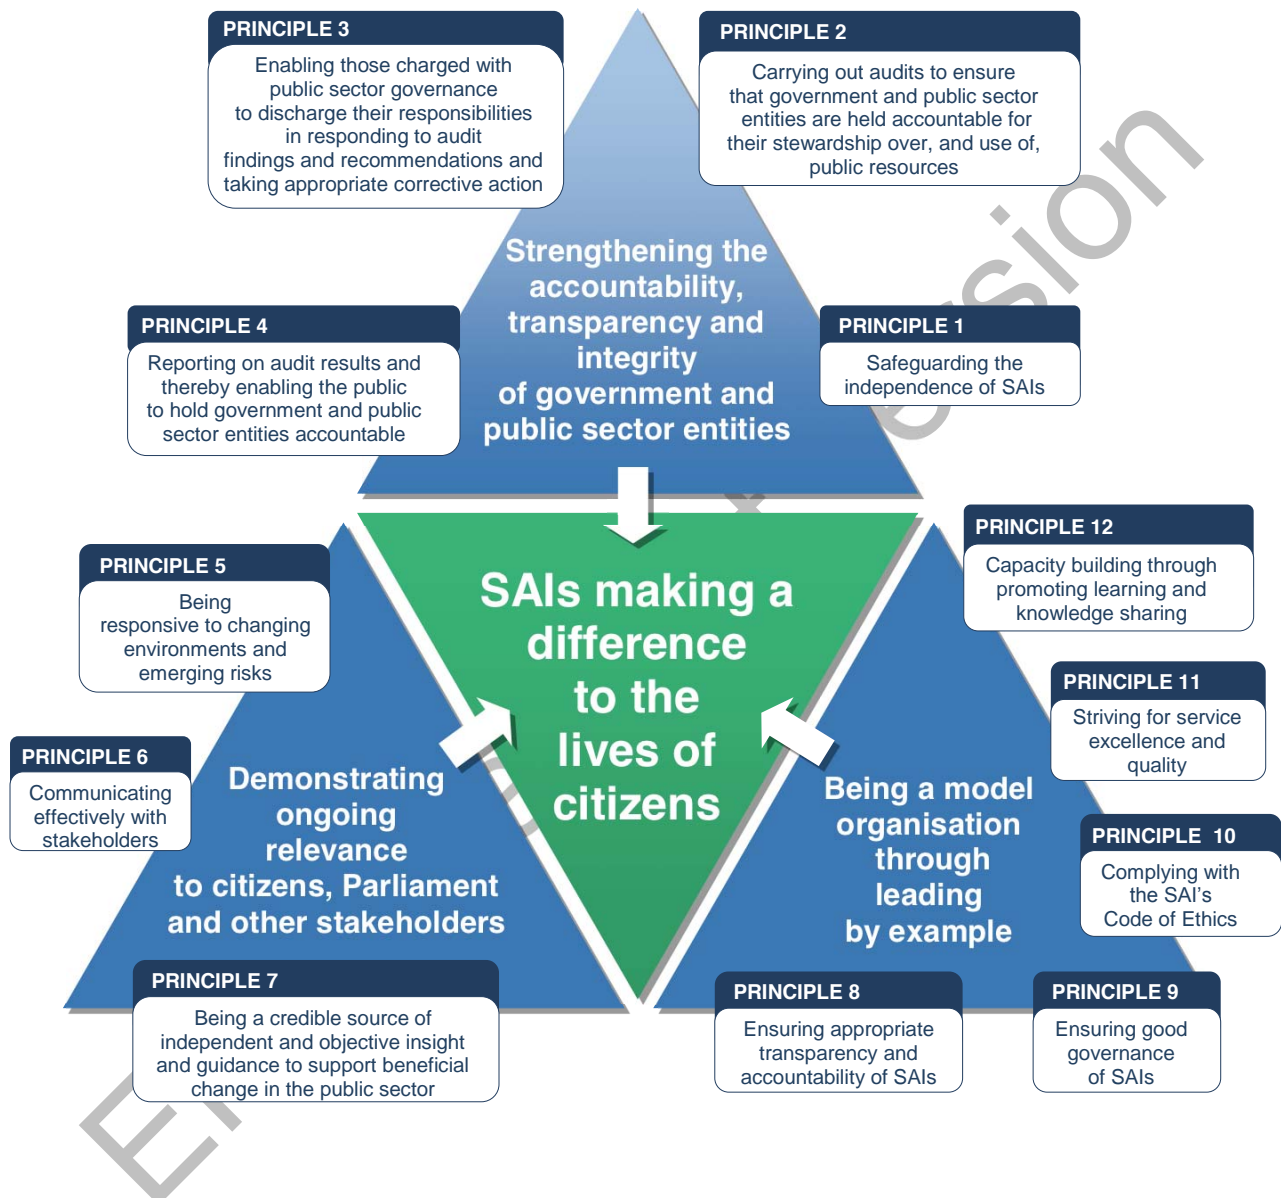 PRINCIPLE 3
Enabling those charged with
public sector governance
to discharge their responsibilities
in responding to audit
findings and recommendations and
taking appropriate corrective action
PRINCIPLE 2
Carrying out audits to ensure
that government and public sector
entities are held accountable for
their stewardship over, and use of,
public resources
Strengthening the
accountability,
transparency and
integrity
of government and
public sector entities
PRINCIPLE 4
Reporting on audit results and
thereby enabling the public
to hold government and public
sector entities accountable
PRINCIPLE 1
Safeguarding the
independence of SAIs
PRINCIPLE 5
Being
responsive to changing
environments and
emerging risks
SAIs making a
difference
to the
lives of
citizens
PRINCIPLE 12
Capacity building through
promoting learning and
knowledge sharing
PRINCIPLE 11
Striving for service
excellence and
quality
PRINCIPLE 6
Communicating
effectively with
stakeholders
Demonstrating
ongoing
relevance
to citizens, Parliament
and other stakeholders
Being a model
organisation
through
leading
by example
PRINCIPLE 10
Complying with
the SAI's
Code of Ethics
PRINCIPLE 7
Being a credible source of
independent and objective insight
and guidance to support beneficial
change in the public sector
PRINCIPLE 8
Ensuring appropriate
transparency and
accountability of SAIs
PRINCIPLE 9
Ensuring good
governance
of SAIs